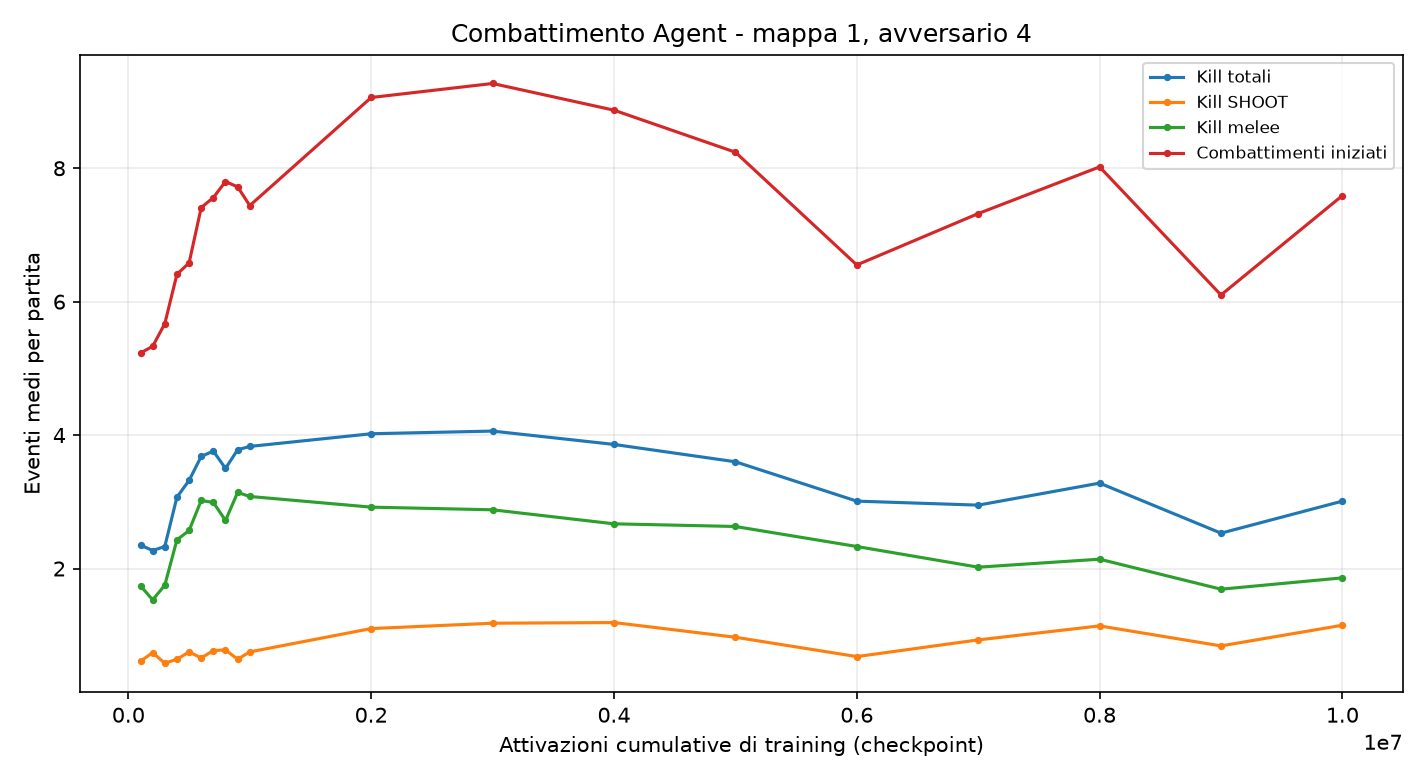 Combattimento Agent - mappa 1, avversario 4
Kill totali
Kill SHOOT
Kill melee
Combattimenti iniziati
Eventi medi per partita
8
6
4
2
0.0 0.2 0.4 0.6 0.8 1.0
1e7
Attivazioni cumulative di training (checkpoint)